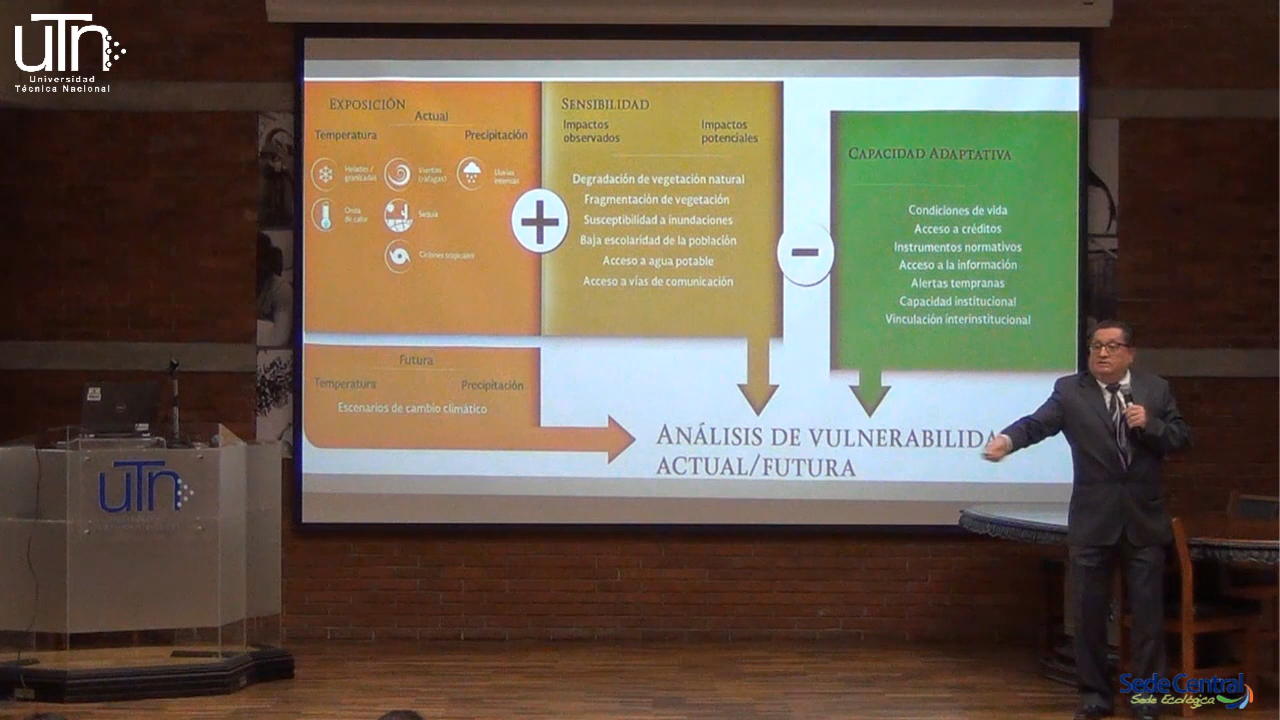 UTn
Universidad
Técnica Nacional
EXPOSICIÓN
Actual
Temperatura
Precipitación
Heladas /
granizadas
Vientos
(ráfagas)
Lluvias
intensas
Onda
de calor
Sequía
Ciclones tropicales
+
SENSIBILIDAD
Impactos
observados
Impactos
potenciales
Degradación de vegetación natural
Fragmentación de vegetación
Susceptibilidad a inundaciones
Baja escolaridad de la población
Acceso a agua potable
Acceso a vías de comunicación
−
CAPACIDAD ADAPTATIVA
Condiciones de vida
Acceso a créditos
Instrumentos normativos
Acceso a la información
Alertas tempranas
Capacidad institucional
Vinculación interinstitucional
Futura
Temperatura
Precipitación
Escenarios de cambio climático
ANÁLISIS DE VULNERABILIDA
ACTUAL/FUTURA
UTn
Sede Central
Sede Ecológica